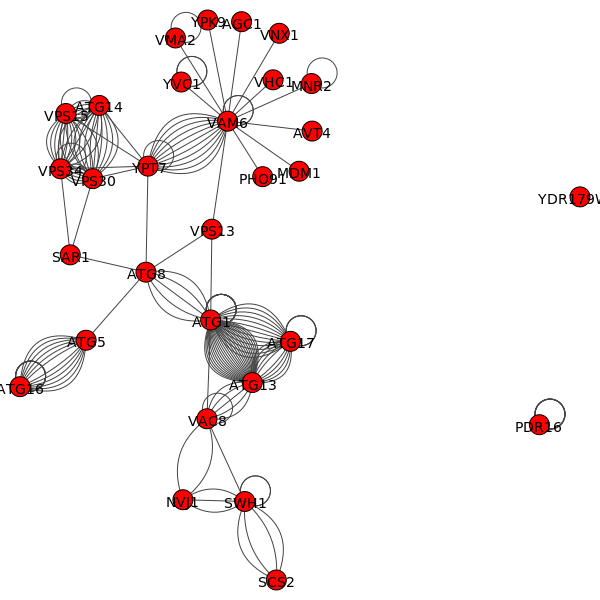 YPK9
AGC1
VMA2
VNX1
YVC1
VHC1
MNR2
ATG14
VPS15
VAM6
AVT4
VPS34
VPS30
YPT7
PHO91
MDM1
YDR179W
VPS13
SAR1
ATG8
ATG1
ATG5
ATG17
ATG16
ATG13
VAC8
PDR16
NVJ1
SWH1
SCS2